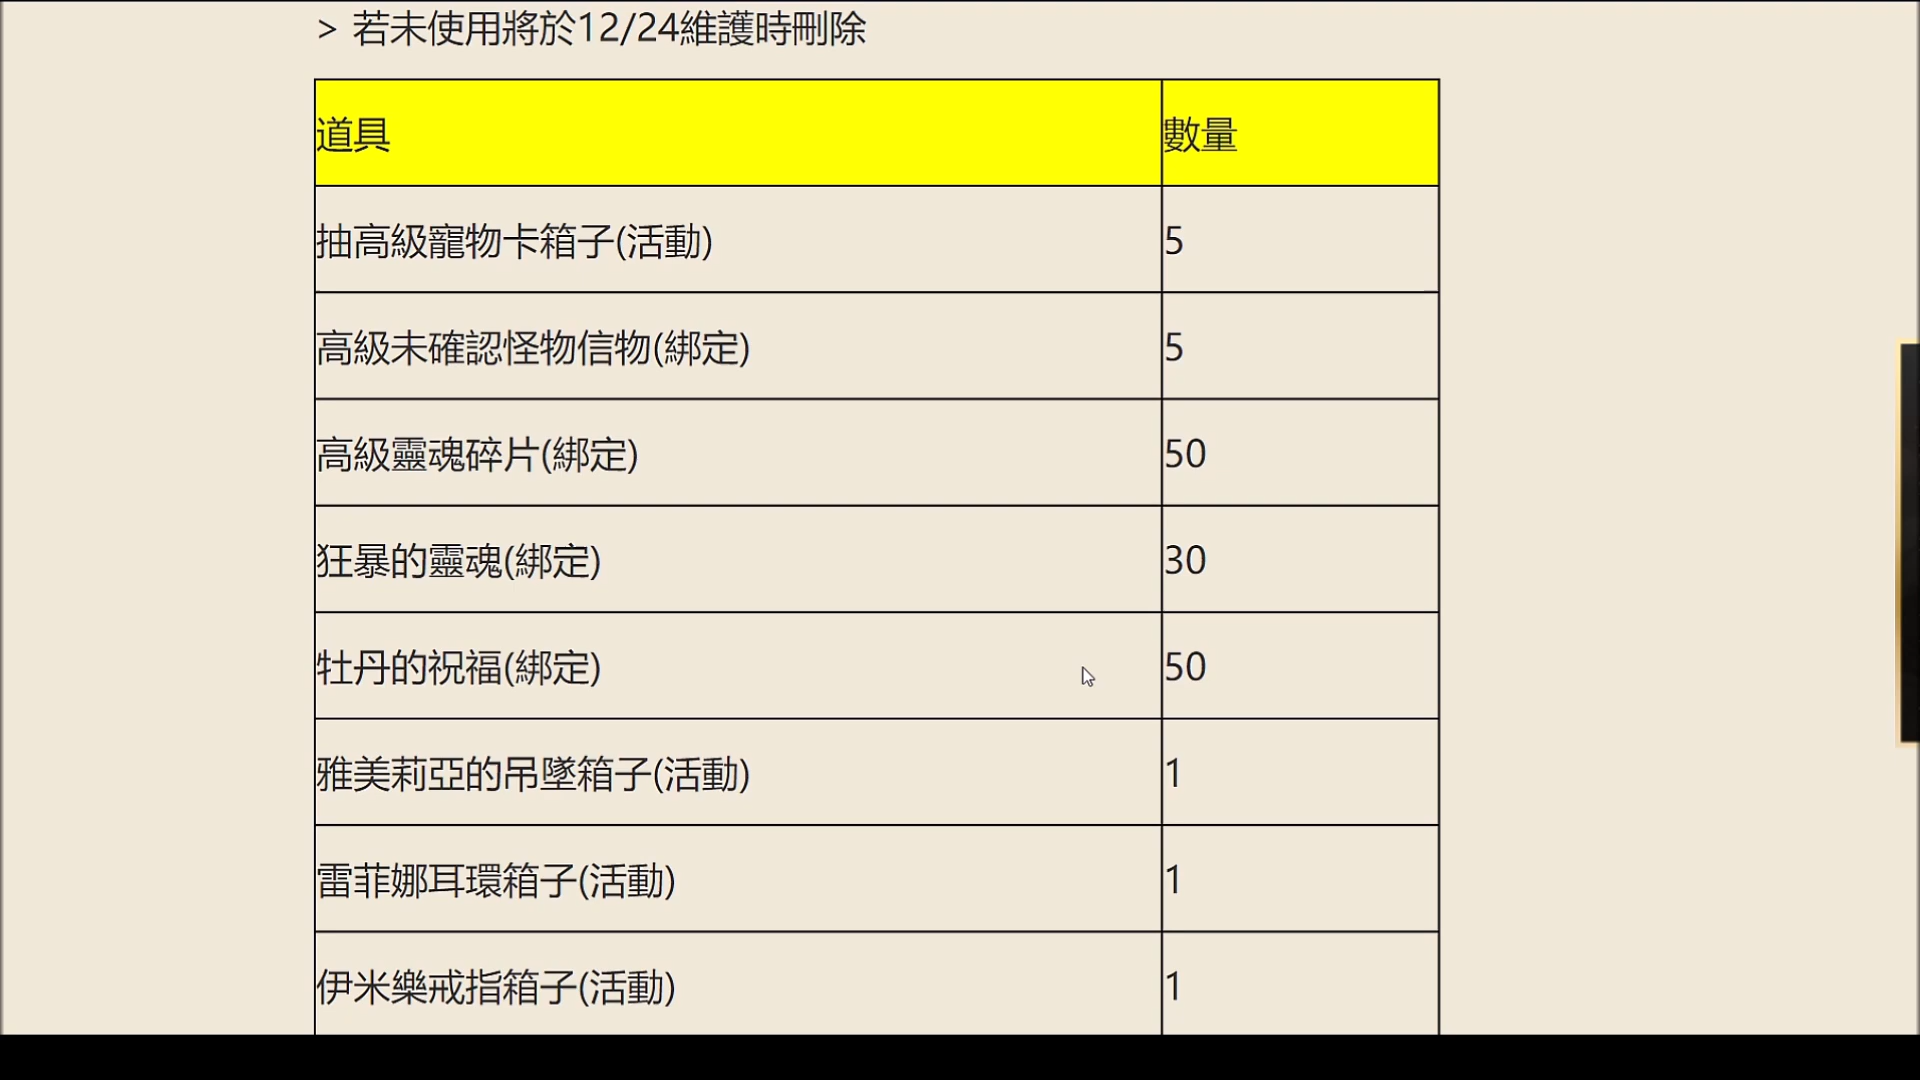 > 若未使用將於12/24維護時刪除
道具 數量
抽高級寵物卡箱子(活動) 5
高級未確認怪物信物(綁定) 5
高級靈魂碎片(綁定) 50
狂暴的靈魂(綁定) 30
牡丹的祝福(綁定) 50
雅美莉亞的吊墜箱子(活動) 1
雷菲娜耳環箱子(活動) 1
伊米樂戒指箱子(活動) 1